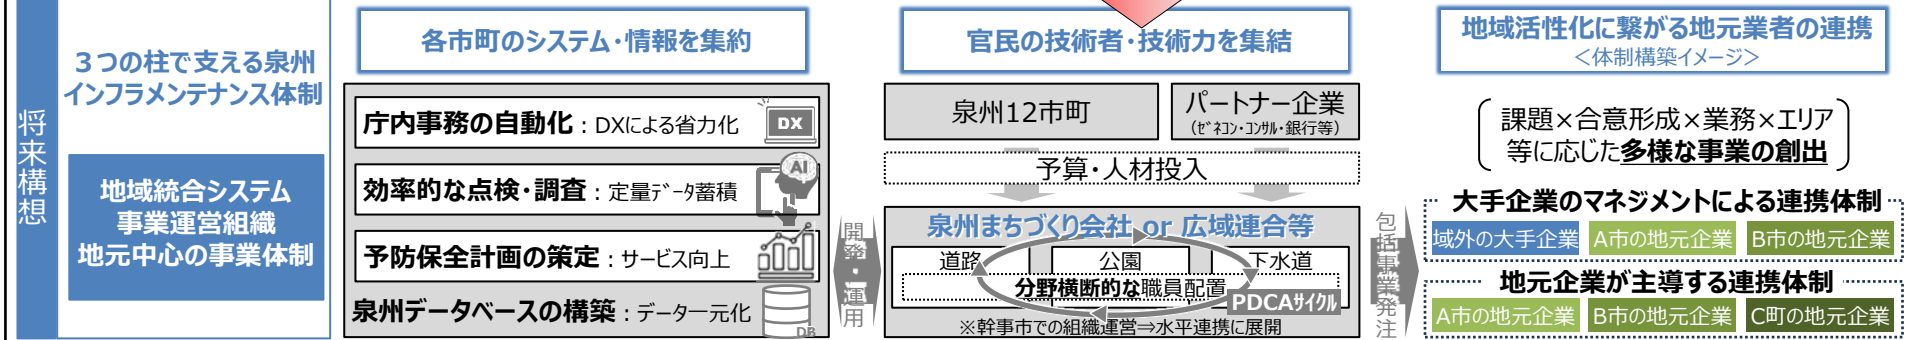 将来構想
３つの柱で支える泉州
インフラメンテナンス体制
地域統合システム
事業運営組織
地元中心の事業体制
各市町のシステム・情報を集約
庁内事務の自動化：DXによる省力化
DX
効率的な点検・調査：定量ﾃﾞｰﾀ蓄積
AI
予防保全計画の策定：サービス向上
泉州データベースの構築：データ一元化
DB
開発・運用
官民の技術者・技術力を集結
泉州12市町
パートナー企業
(ｾﾞﾈｺﾝ・ｺﾝｻﾙ・銀行等)
予算・人材投入
泉州まちづくり会社 or 広域連合等
道路
公園
下水道
分野横断的な職員配置
PDCAｻｲｸﾙ
※幹事市での組織運営⇒水平連携に展開
包括事業発注
地域活性化に繋がる地元業者の連携
＜体制構築イメージ＞
課題×合意形成×業務×エリア
等に応じた多様な事業の創出
大手企業のマネジメントによる連携体制
域外の大手企業
A市の地元企業
B市の地元企業
地元企業が主導する連携体制
A市の地元企業
B市の地元企業
C町の地元企業